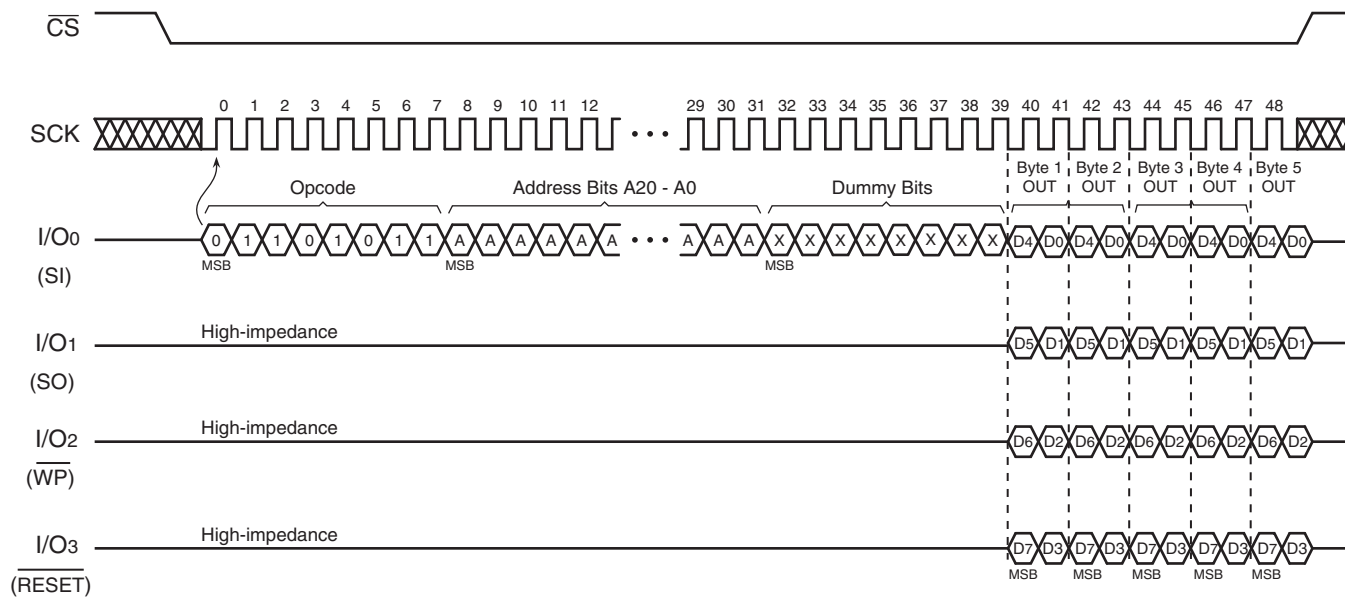 CS
SCK
0 1 2 3 4 5 6 7 8 9 10 11 12 29 30 31 32 33 34 35 36 37 38 39 40 41 42 43 44 45 46 47 48
• • •
Opcode Address Bits A20 - A0 Dummy Bits
Byte 1 OUT Byte 2 OUT Byte 3 OUT Byte 4 OUT Byte 5 OUT
I/O0 0 1 1 0 1 0 1 1 A A A A A A • • • A A A X X X X X X X X D4 D0 D4 D0 D4 D0 D4 D0 D4 D0
(SI) MSB MSB MSB
I/O1 High-impedance D5 D1 D5 D1 D5 D1 D5 D1 D5 D1
(SO)
I/O2 High-impedance D6 D2 D6 D2 D6 D2 D6 D2 D6 D2
(WP)
I/O3 High-impedance D7 D3 D7 D3 D7 D3 D7 D3 D7 D3
(RESET) MSB MSB MSB MSB MSB